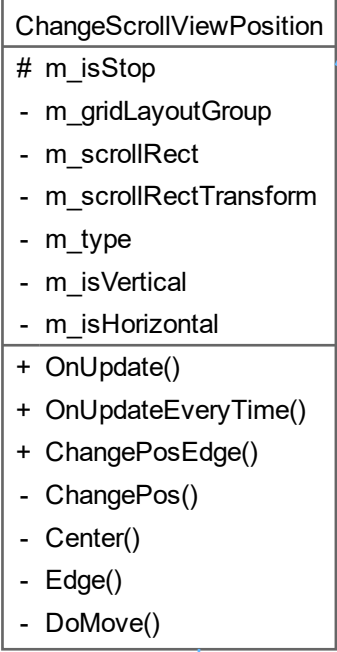 ChangeScrollViewPosition
# m_isStop
- m_gridLayoutGroup
- m_scrollRect
- m_scrollRectTransform
- m_type
- m_isVertical
- m_isHorizontal
+ OnUpdate()
+ OnUpdateEveryTime()
+ ChangePosEdge()
- ChangePos()
- Center()
- Edge()
- DoMove()